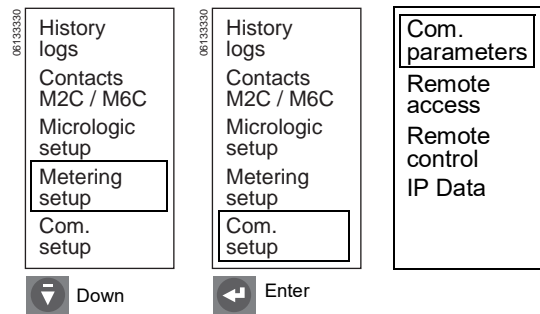 06133330
History
logs
Contacts
M2C / M6C
Micrologic
setup
Metering
setup
Com.
setup
Down
06133330
History
logs
Contacts
M2C / M6C
Micrologic
setup
Metering
setup
Com.
setup
Enter
Com.
parameters
Remote
access
Remote
control
IP Data